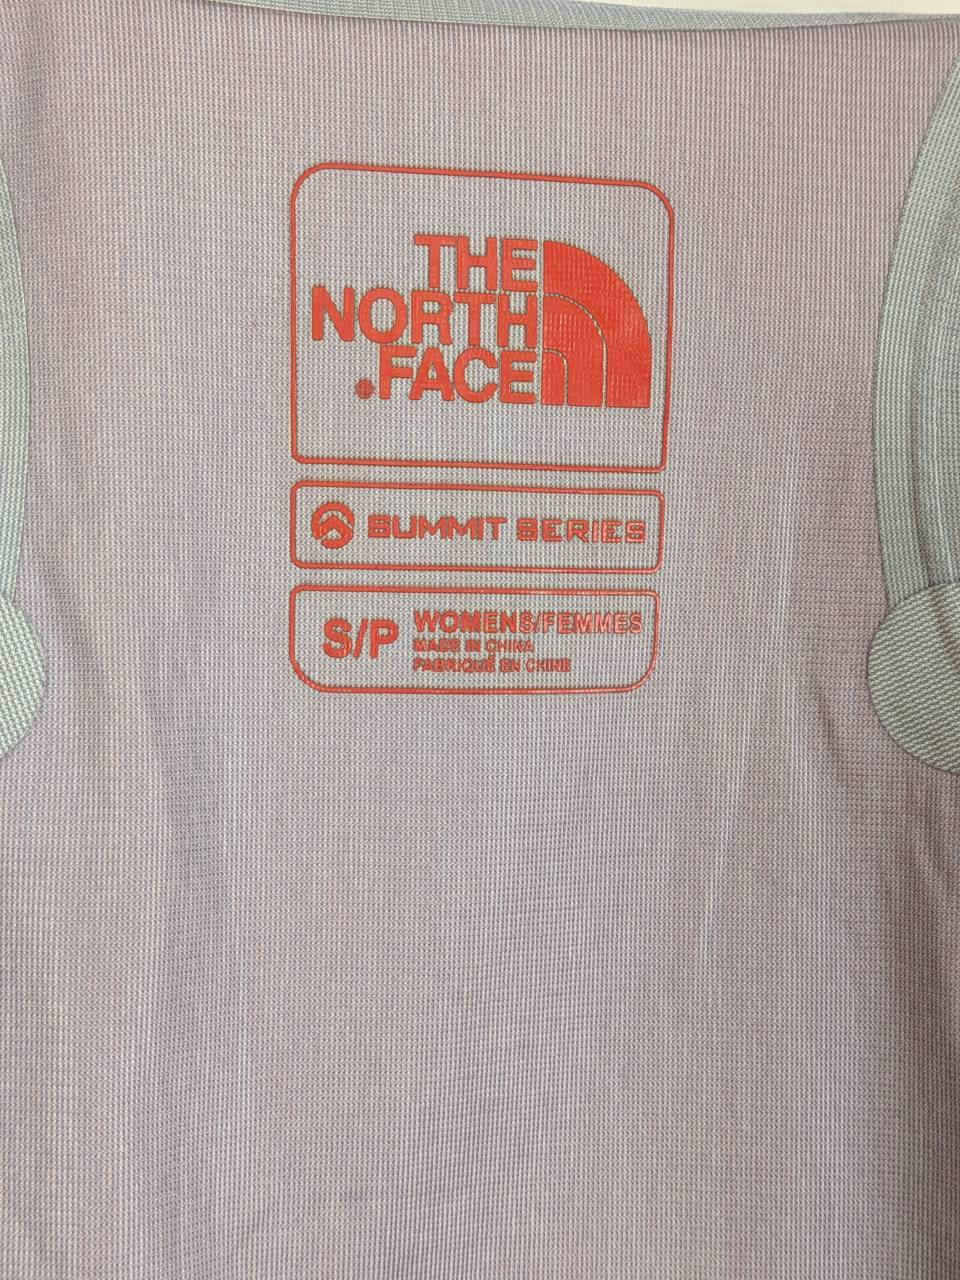 THE
NORTH
FACE
SUMMIT SERIES
S/P
WOMENS/FEMMES
MADE IN CHINA
FABRIQUÉ EN CHINE